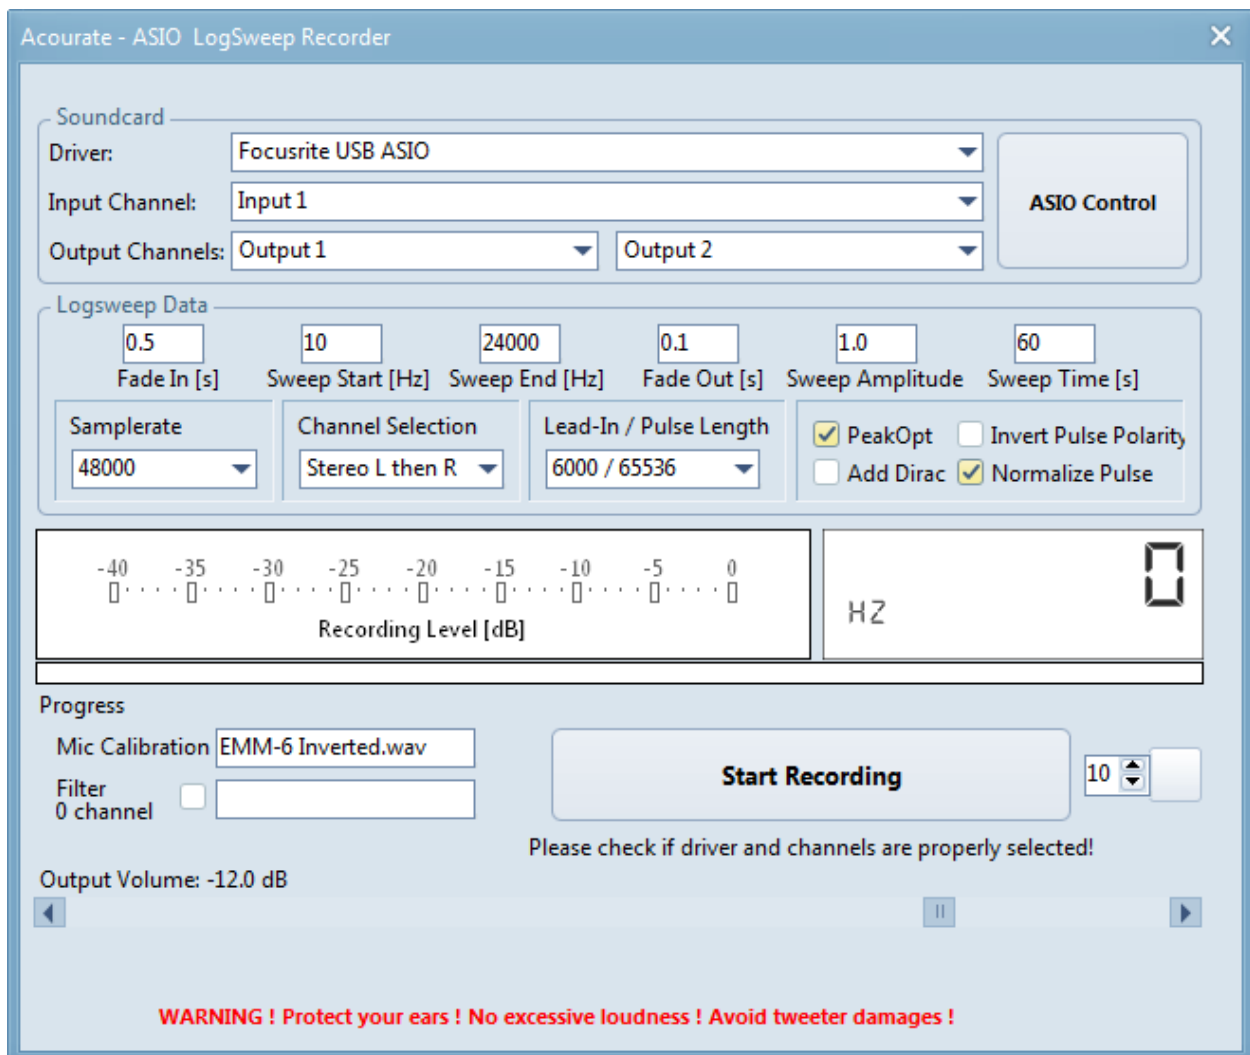 Acourate - ASIO LogSweep Recorder
Soundcard
Driver: Focusrite USB ASIO
Input Channel: Input 1
ASIO Control
Output Channels: Output 1 Output 2
Logsweep Data
0.5 10 24000 0.1 1.0 60
Fade In [s] Sweep Start [Hz] Sweep End [Hz] Fade Out [s] Sweep Amplitude Sweep Time [s]
Samplerate Channel Selection Lead-In / Pulse Length
PeakOpt Invert Pulse Polarity
48000 Stereo L then R 6000 / 65536
Add Dirac Normalize Pulse
-40 -35 -30 -25 -20 -15 -10 -5 0
Recording Level [dB]
HZ 0
Progress
Mic Calibration EMM-6 Inverted.wav
Start Recording 10
Filter
0 channel
Please check if driver and channels are properly selected!
Output Volume: -12.0 dB
WARNING ! Protect your ears ! No excessive loudness ! Avoid tweeter damages !